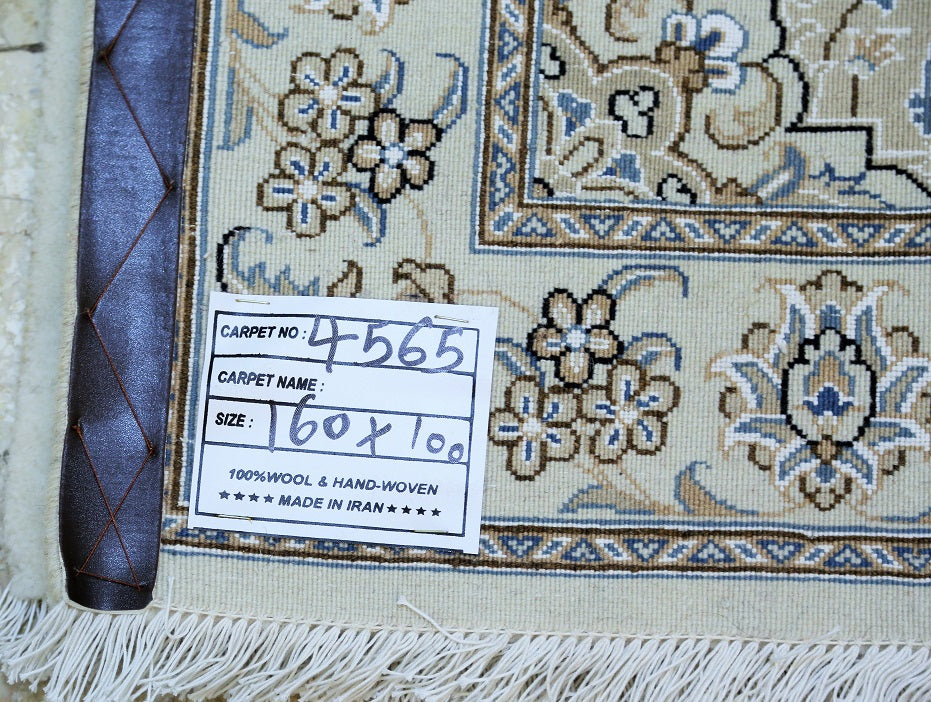 CARPET NO : 4565
CARPET NAME :
SIZE : 160 x 100
100%WOOL & HAND-WOVEN
★★★★ MADE IN IRAN ★★★★